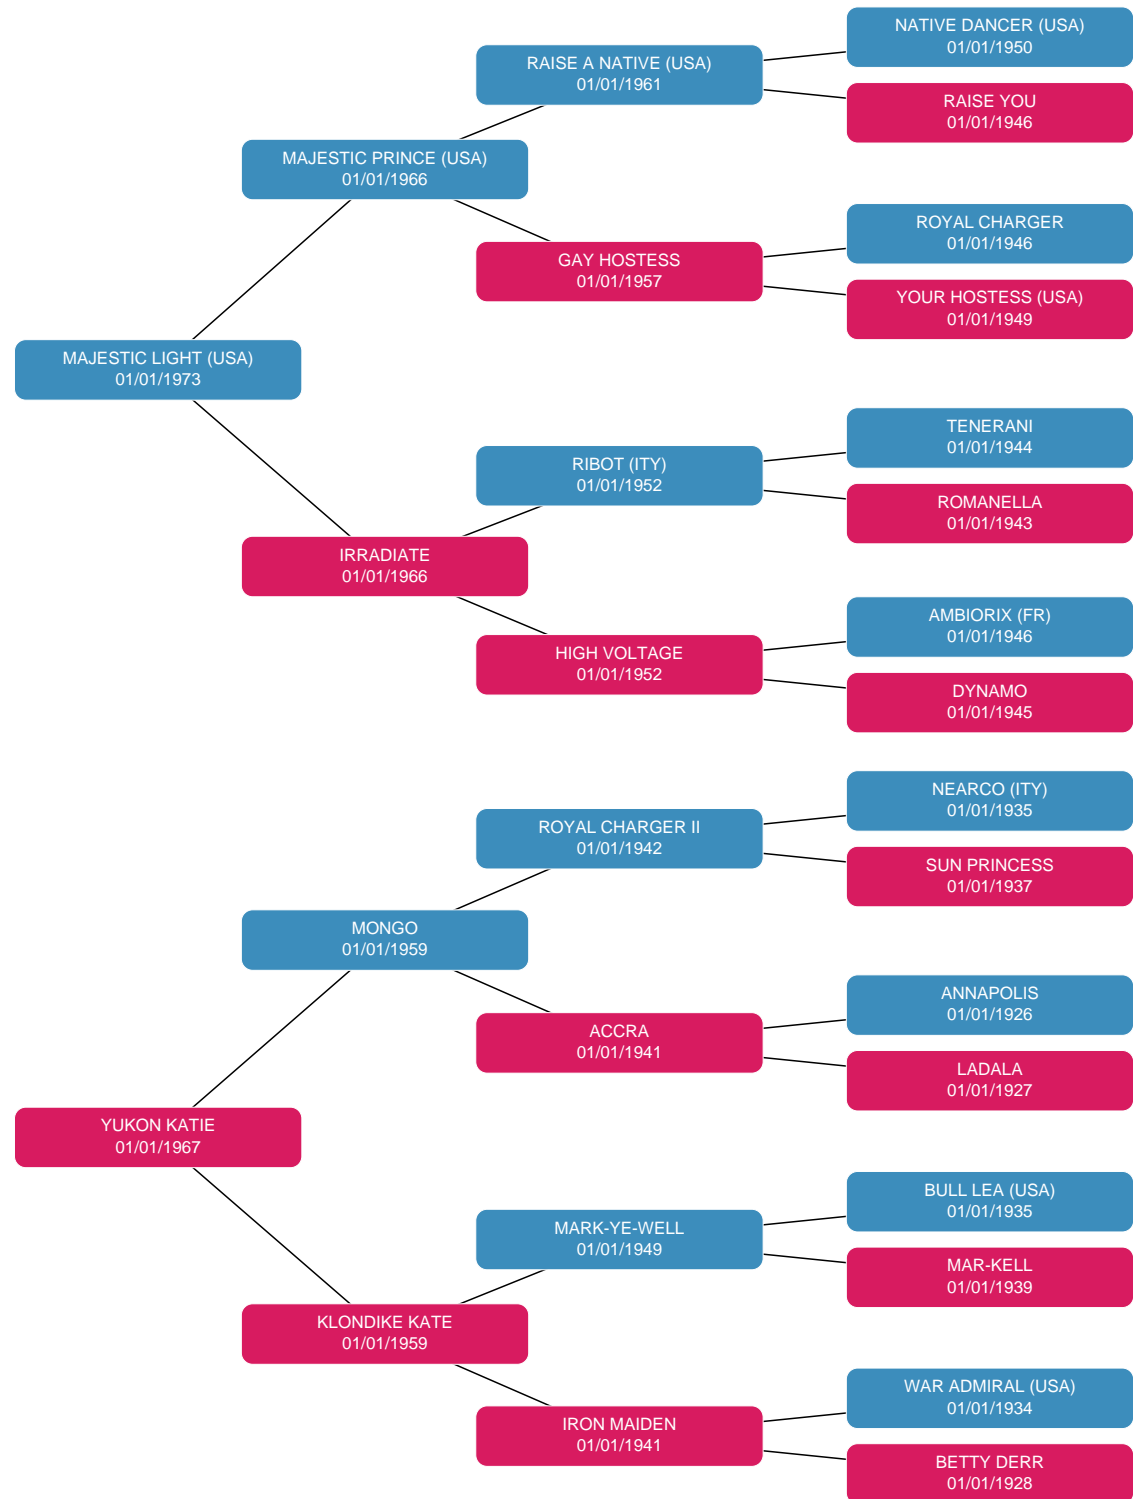 NATIVE DANCER (USA)
01/01/1950
RAISE A NATIVE (USA)
01/01/1961
RAISE YOU
01/01/1946
MAJESTIC PRINCE (USA)
01/01/1966
ROYAL CHARGER
01/01/1946
GAY HOSTESS
01/01/1957
YOUR HOSTESS (USA)
01/01/1949
MAJESTIC LIGHT (USA)
01/01/1973
TENERANI
01/01/1944
RIBOT (ITY)
01/01/1952
ROMANELLA
01/01/1943
IRRADIATE
01/01/1966
AMBIORIX (FR)
01/01/1946
HIGH VOLTAGE
01/01/1952
DYNAMO
01/01/1945
NEARCO (ITY)
01/01/1935
ROYAL CHARGER II
01/01/1942
SUN PRINCESS
01/01/1937
MONGO
01/01/1959
ANNAPOLIS
01/01/1926
ACCRA
01/01/1941
LADALA
01/01/1927
YUKON KATIE
01/01/1967
BULL LEA (USA)
01/01/1935
MARK-YE-WELL
01/01/1949
MAR-KELL
01/01/1939
KLONDIKE KATE
01/01/1959
WAR ADMIRAL (USA)
01/01/1934
IRON MAIDEN
01/01/1941
BETTY DERR
01/01/1928